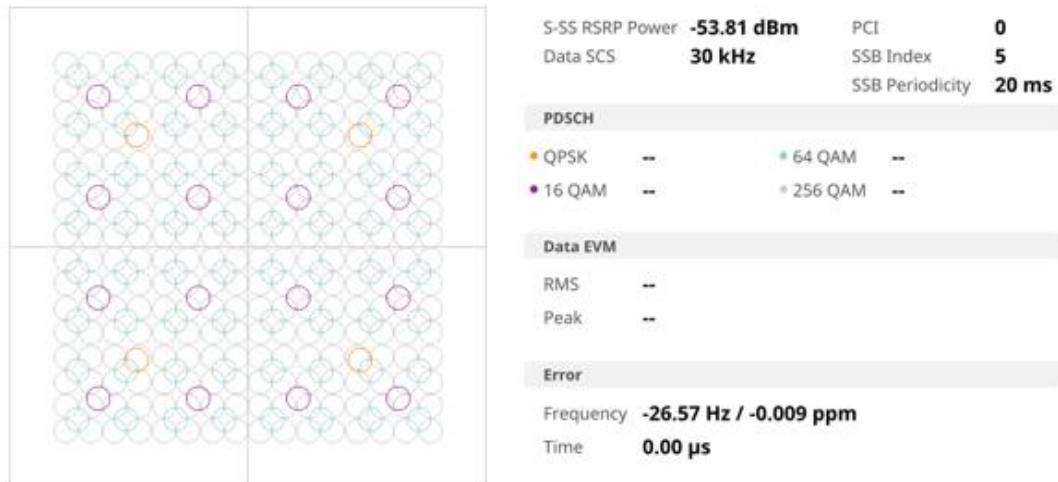 S-SS RSRP Power -53.81 dBm PCI 0
Data SCS 30 kHz SSB Index 5
SSB Periodicity 20 ms
PDSCH
QPSK -- 64 QAM --
16 QAM -- 256 QAM --
Data EVM
RMS --
Peak --
Error
Frequency -26.57 Hz / -0.009 ppm
Time 0.00 μs